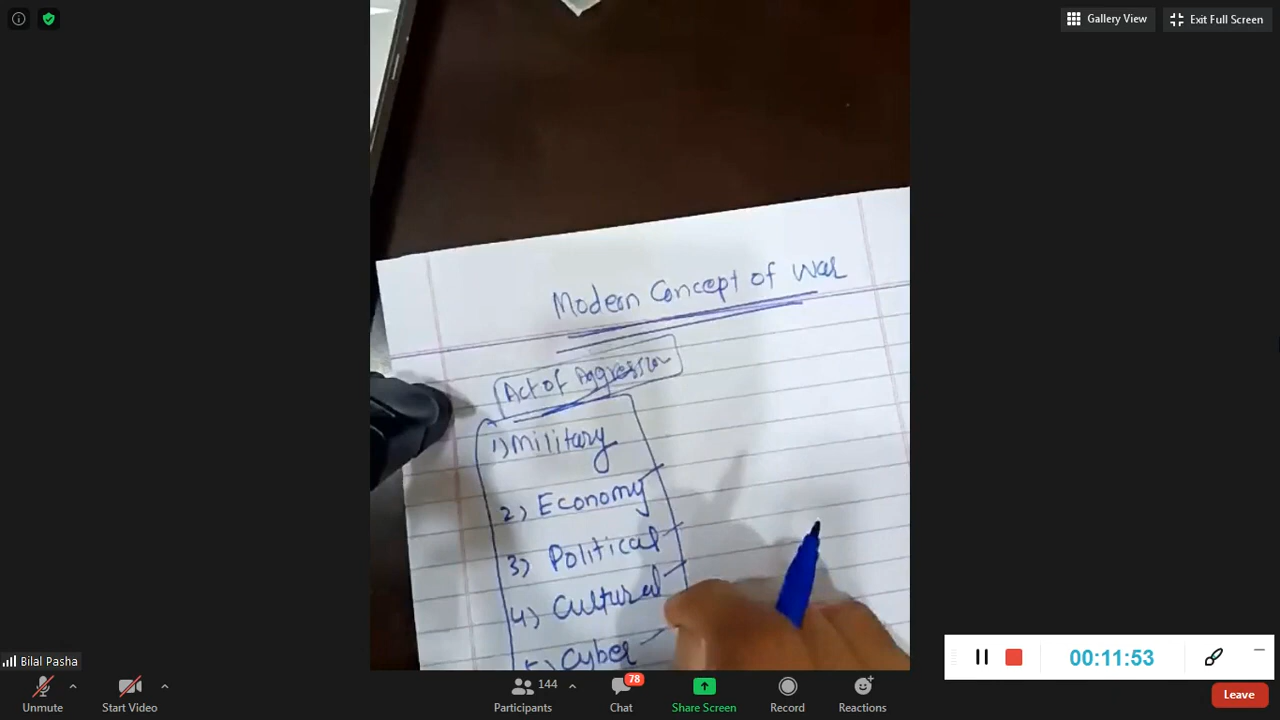 Gallery View
Exit Full Screen
Modern Concept of War
Act of Aggression
1) Military
2) Economy
3) Political
4) Cultural
5) Cyber
Bilal Pasha
00:11:53
Unmute
Start Video
144
Participants
78
Chat
Share Screen
Record
Reactions
Leave